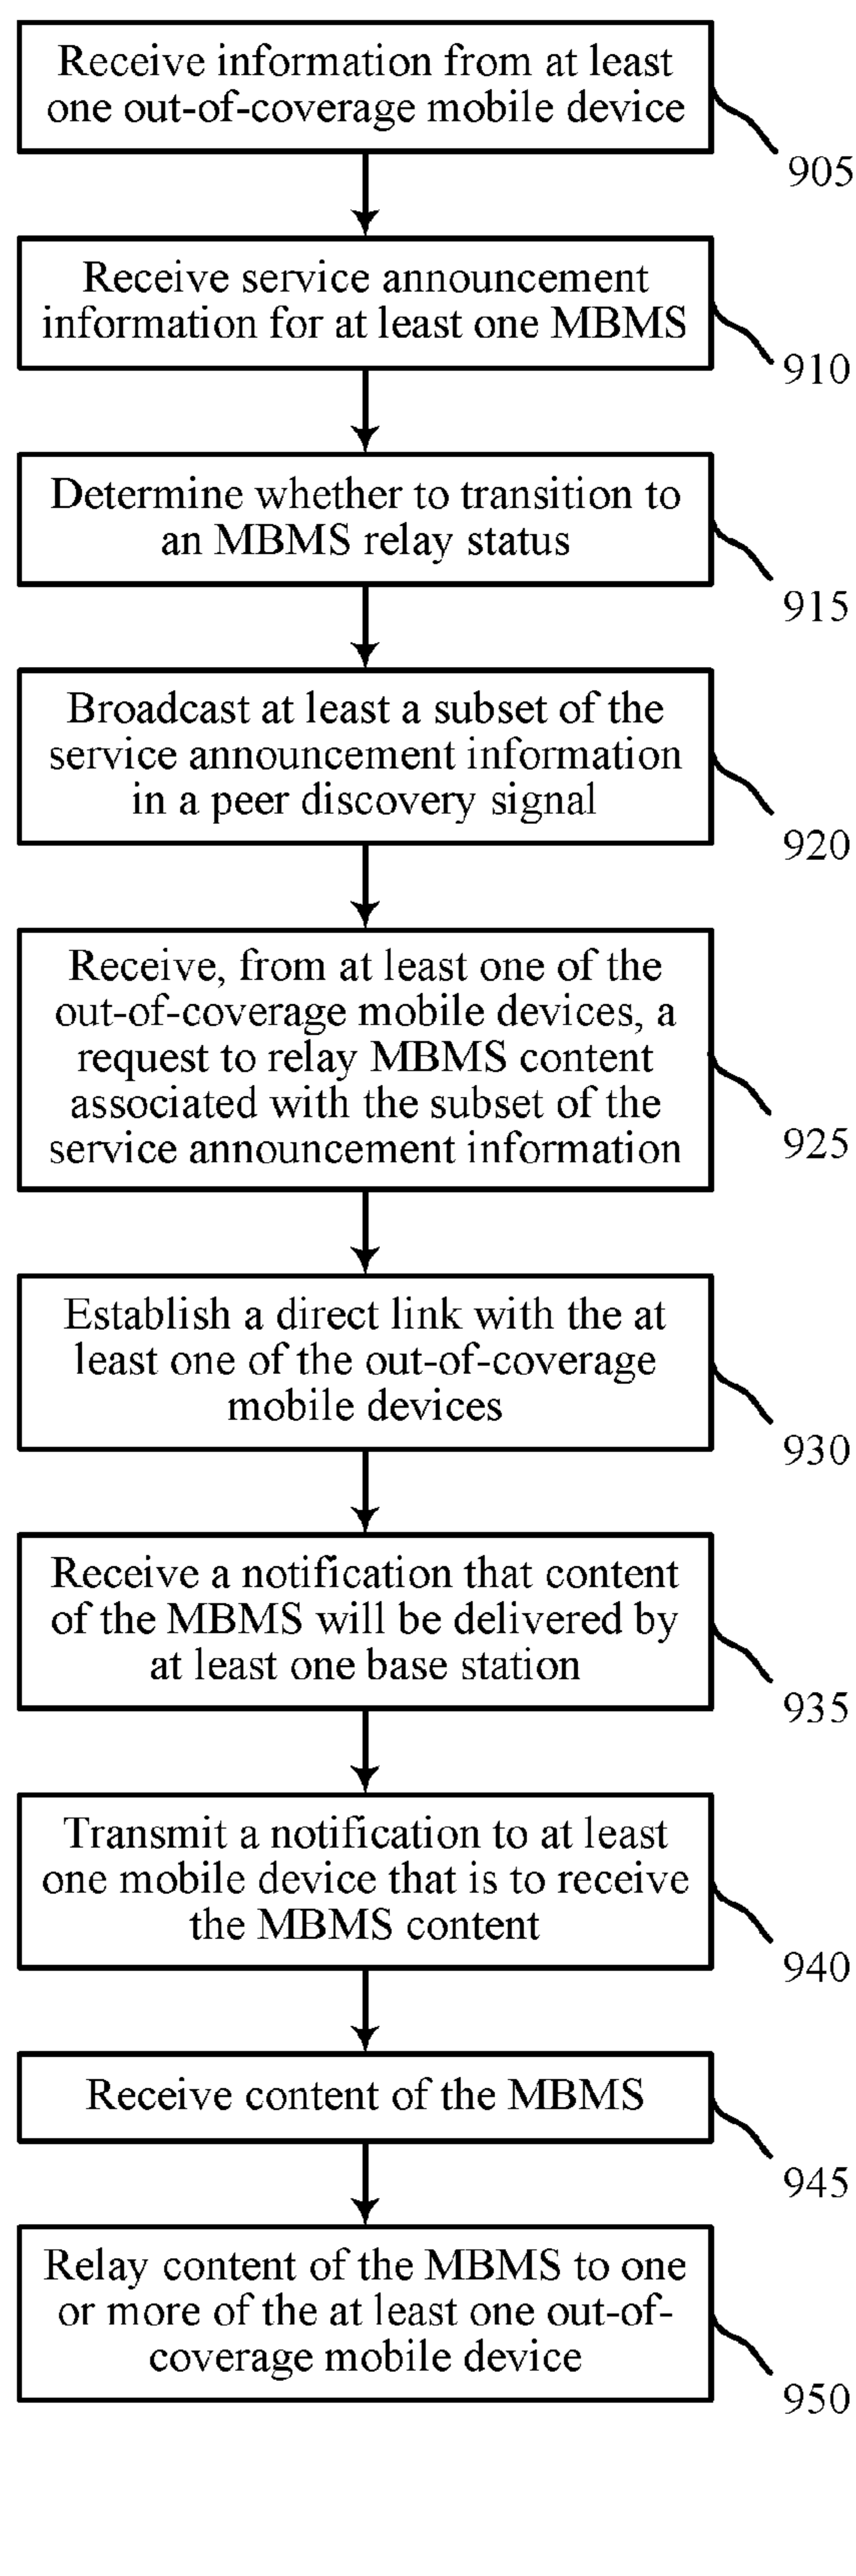 Receive information from at least
one out-of-coverage mobile device
905
Receive service announcement
information for at least one MBMS
910
Determine whether to transition to
an MBMS relay status
915
Broadcast at least a subset of the
service announcement information
in a peer discovery signal
920
Receive, from at least one of the
out-of-coverage mobile devices, a
request to relay MBMS content
associated with the subset of the
service announcement information
925
Establish a direct link with the at
least one of the out-of-coverage
mobile devices
930
Receive a notification that content
of the MBMS will be delivered by
at least one base station
935
Transmit a notification to at least
one mobile device that is to receive
the MBMS content
940
Receive content of the MBMS
945
Relay content of the MBMS to one
or more of the at least one out-of-
coverage mobile device
950